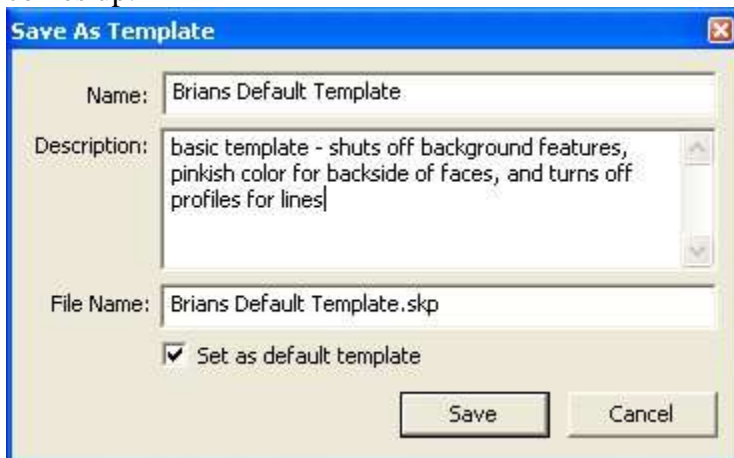 Save As Template
Name: Brians Default Template
Description: basic template - shuts off background features,
pinkish color for backside of faces, and turns off
profiles for lines
File Name: Brians Default Template.skp
Set as default template
Save Cancel